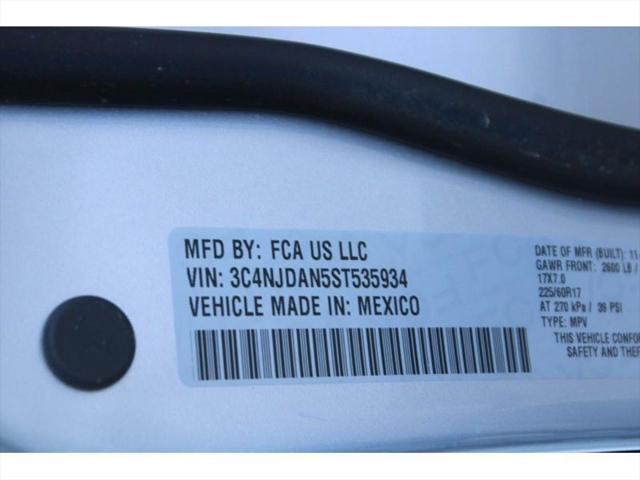 MFD BY: FCA US LLC
VIN: 3C4NJDAN5ST535934
VEHICLE MADE IN: MEXICO
DATE OF MFR (BUILT): 11-
GAWR FRONT: 2600 LB /
17X7.0
225/60R17
AT 270 kPa / 39 PSI
TYPE: MPV
THIS VEHICLE CONFOR
SAFETY AND THEF